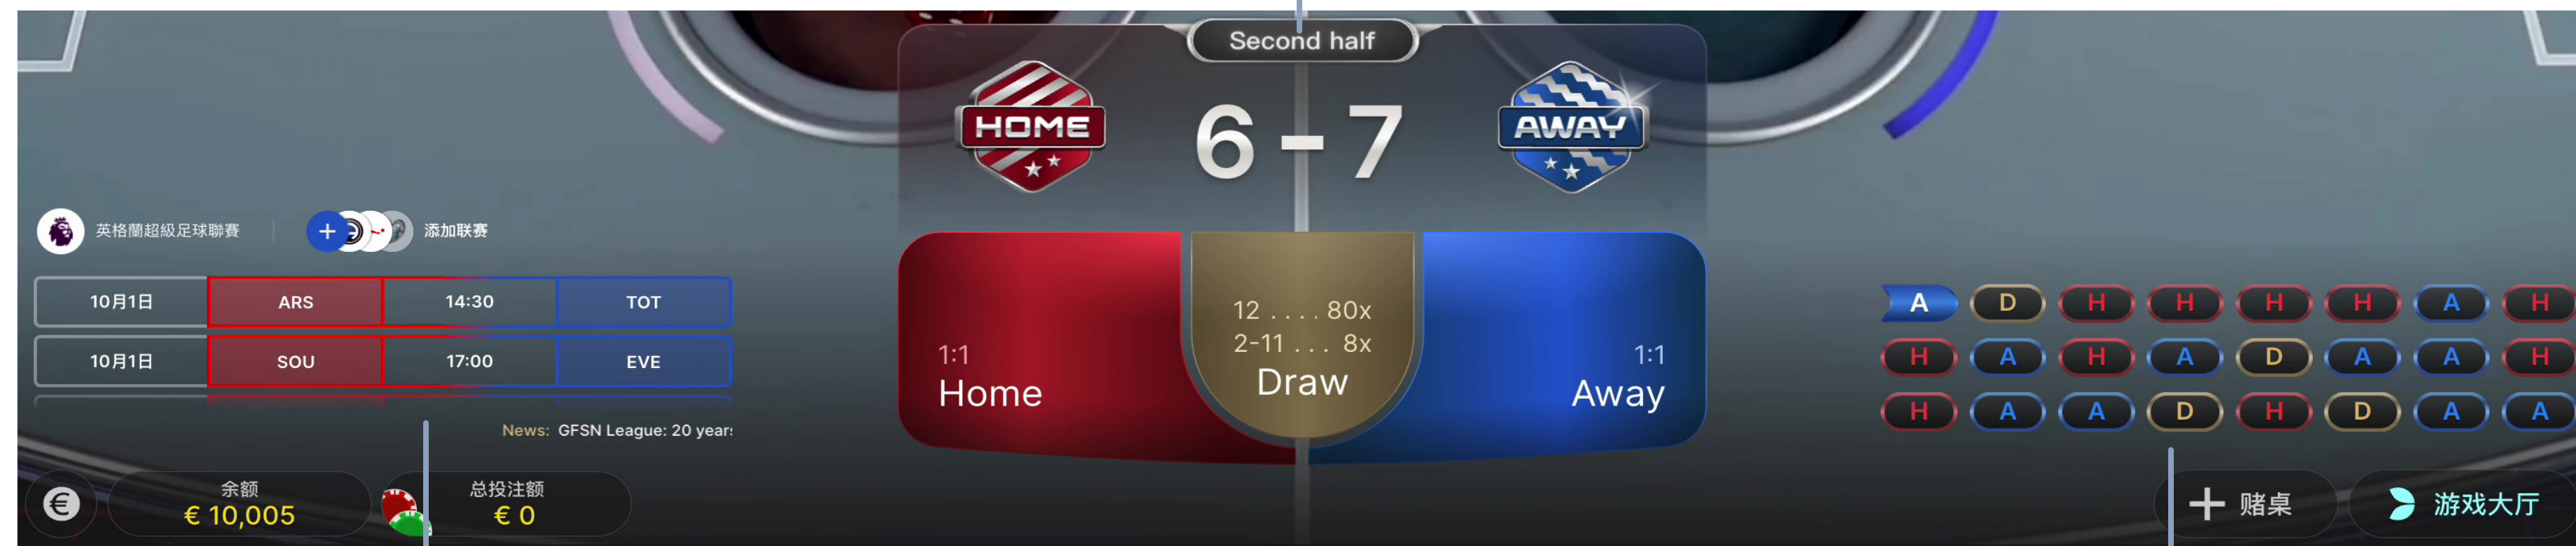 Second half
HOME
6 - 7
AWAY
英格蘭超級足球聯賽
添加联赛
10月1日 ARS 14:30 TOT
10月1日 SOU 17:00 EVE
News: GFSN League: 20 years
1:1
Home
12 .... 80x
2-11 ... 8x
Draw
1:1
Away
A D H H H H A H
H A H A D A A H
H A A D H D A A
€
余额
€ 10,005
总投注额
€ 0
赌桌
游戏大厅